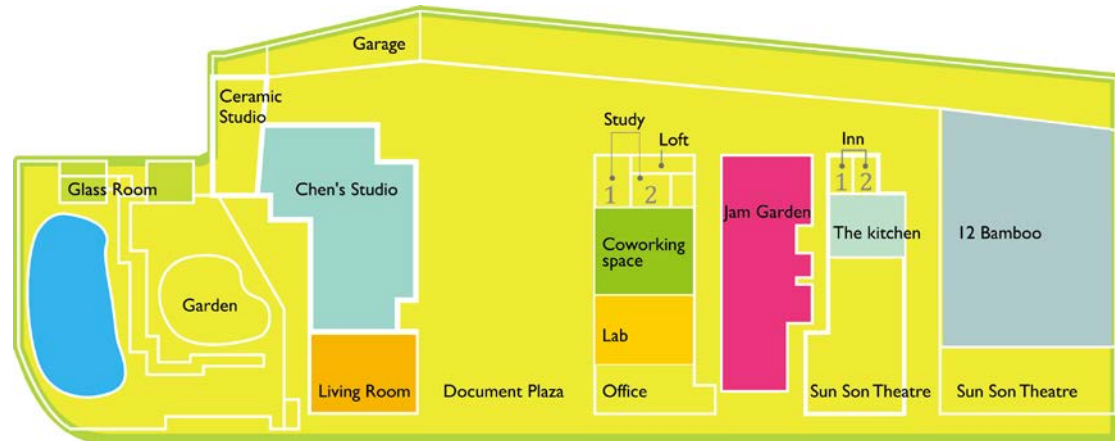 Garage
Ceramic
Studio
Study
Loft
Inn
1
2
Glass Room
Chen's Studio
1
2
Jam Garden
The kitchen
12 Bamboo
Coworking
space
Garden
Lab
Living Room
Document Plaza
Office
Sun Son Theatre
Sun Son Theatre